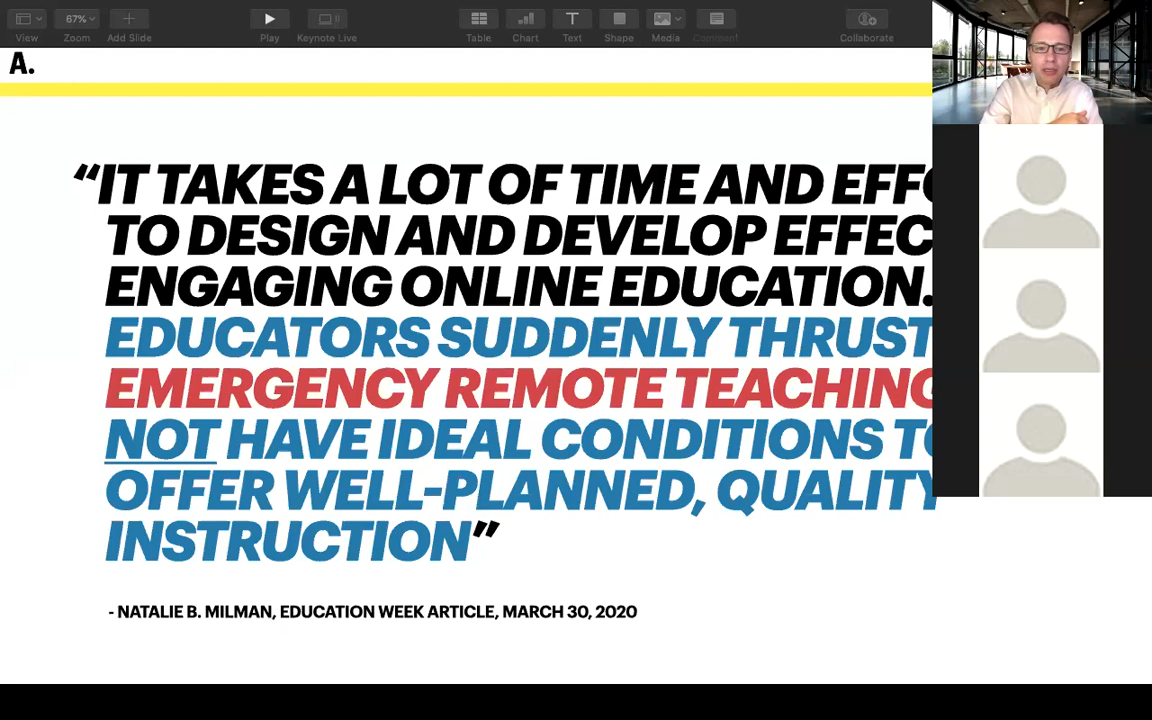 View
67%
Zoom
Add Slide
Play
Keynote Live
Table
Chart
Text
Shape
Media
Comment
Collaborate
A.
“IT TAKES A LOT OF TIME AND
TO DESIGN AND DEVELOP
ENGAGING ONLINE EDUCATION.
EDUCATORS SUDDENLY THRUST
EMERGENCY REMOTE TEACHING
NOT HAVE IDEAL CONDITIONS
OFFER WELL-PLANNED, QUALITY
INSTRUCTION”
- NATALIE B. MILMAN, EDUCATION WEEK ARTICLE, MARCH 30, 2020